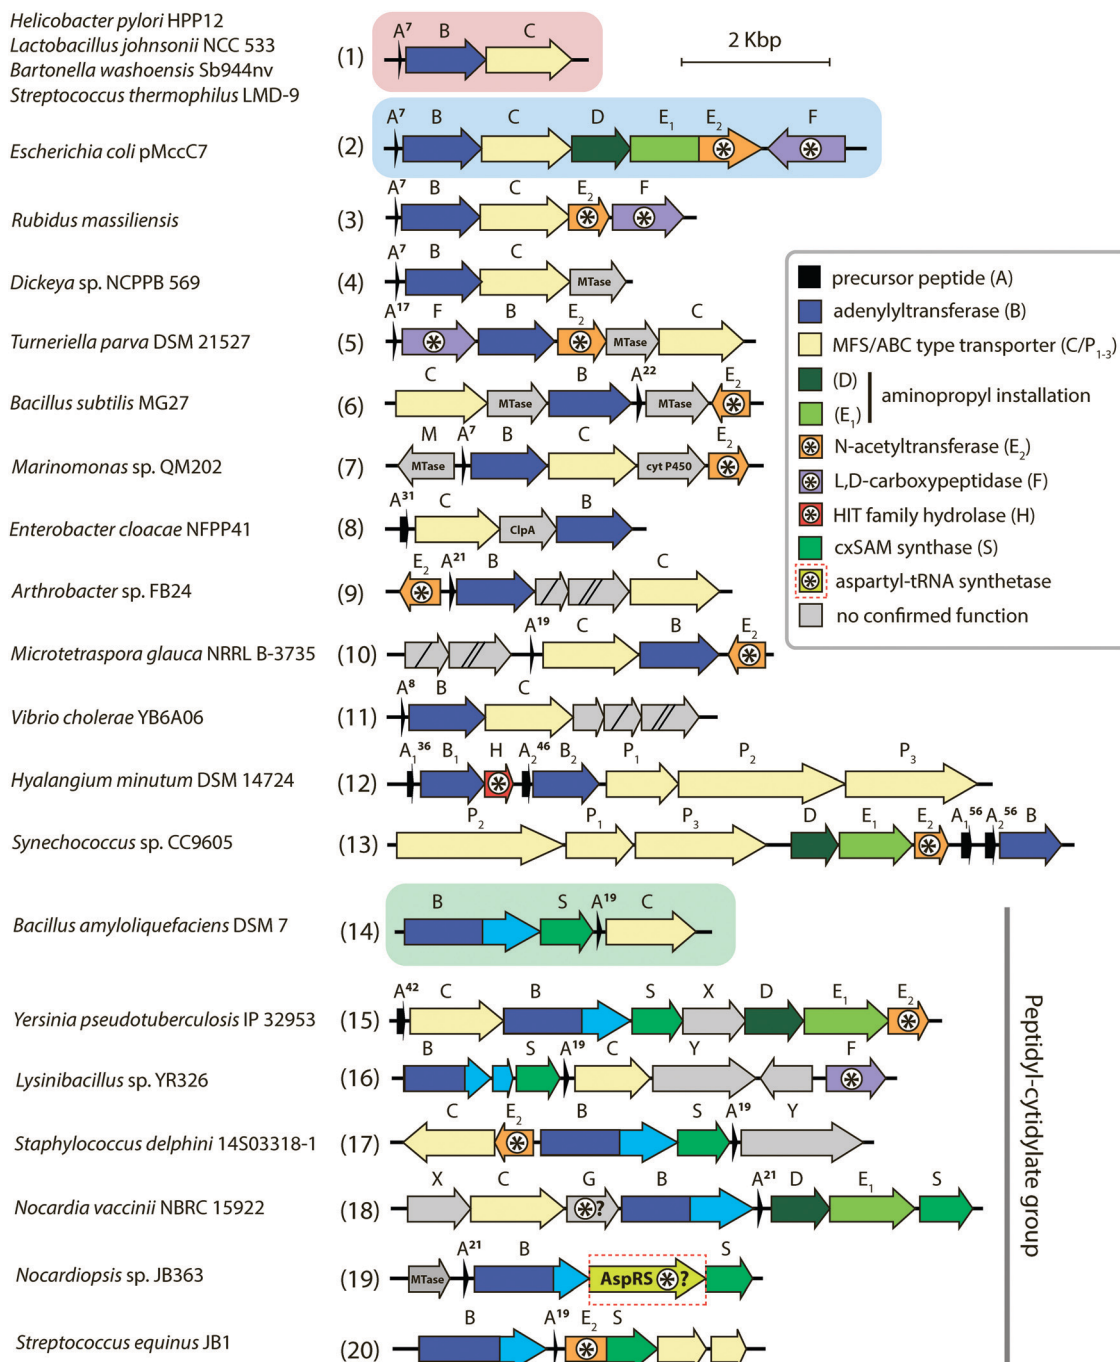 Helicobacter pylori HPP12
Lactobacillus johnsonii NCC 533
Bartonella washoensis Sb944nv
Streptococcus thermophilus LMD-9
(1)
A7 B C
2 Kbp
Escherichia coli pMccC7
(2)
A7 B C D E1 E2 F
Rubidus massiliensis
(3)
A7 B C E2 F
Dickeya sp. NCPPB 569
(4)
A7 B C
MTase
Turneriella parva DSM 21527
(5)
A17 F B E2 C
MTase
Bacillus subtilis MG27
(6)
C B A22 E2
MTase MTase
Marinomonas sp. QM202
(7)
M A7 B C E2
MTase cyt P450
Enterobacter cloacae NFPP41
(8)
A31 C B
ClpA
Arthrobacter sp. FB24
(9)
E2 A21 B C
Microtetraspora glauca NRRL B-3735
(10)
A19 C B E2
Vibrio cholerae YB6A06
(11)
A8 B C
Hyalangium minutum DSM 14724
(12)
A1 36 B1 H A2 46 B2 P1 P2 P3
Synechococcus sp. CC9605
(13)
P2 P1 P3 D E1 E2 A1 56 A2 56 B
precursor peptide (A)
adenylyltransferase (B)
MFS/ABC type transporter (C/P1-3)
(D)
(E1)
aminopropyl installation
N-acetyltransferase (E2)
L,D-carboxypeptidase (F)
HIT family hydrolase (H)
cxSAM synthase (S)
aspartyl-tRNA synthetase
no confirmed function
Bacillus amyloliquefaciens DSM 7
(14)
B S A19 C
Yersinia pseudotuberculosis IP 32953
(15)
A42 C B S X D E1 E2
Lysinibacillus sp. YR326
(16)
B S A19 C Y F
Staphylococcus delphini 14S03318-1
(17)
C E2 B S A19 Y
Nocardia vaccinii NBRC 15922
(18)
X C G B A21 D E1 S
?
Nocardiopsis sp. JB363
(19)
A21 B S
MTase AspRS ?
Streptococcus equinus JB1
(20)
B A19 E2 S
Peptidyl-cytidylate group